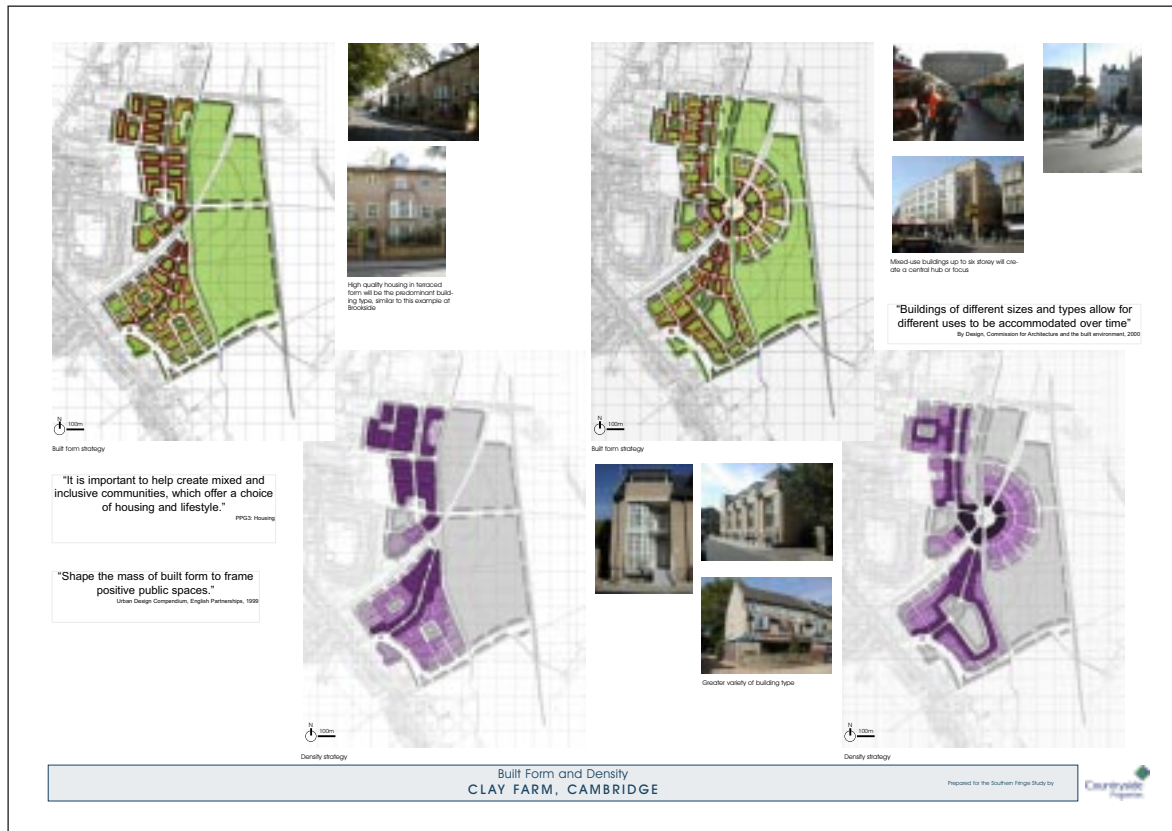 High quality housing in terraced
form will be the predominant build-
ing type, similar to this example at
Brookside
N
100m
Built form strategy
“It is important to help create mixed and
inclusive communities, which offer a choice
of housing and lifestyle.”
PPG3: Housing
“Shape the mass of built form to frame
positive public spaces.”
Urban Design Compendium, English Partnerships, 1999
N
100m
Density strategy
Mixed-use buildings up to six storey will cre-
ate a central hub or focus
“Buildings of different sizes and types allow for
different uses to be accommodated over time”
By Design, Commission for Architecture and the built environment, 2000
N
100m
Built form strategy
Greater variety of building type
N
100m
Density strategy
Built Form and Density
CLAY FARM, CAMBRIDGE
Prepared for the Southern Fringe Study by
Countryside
Properties